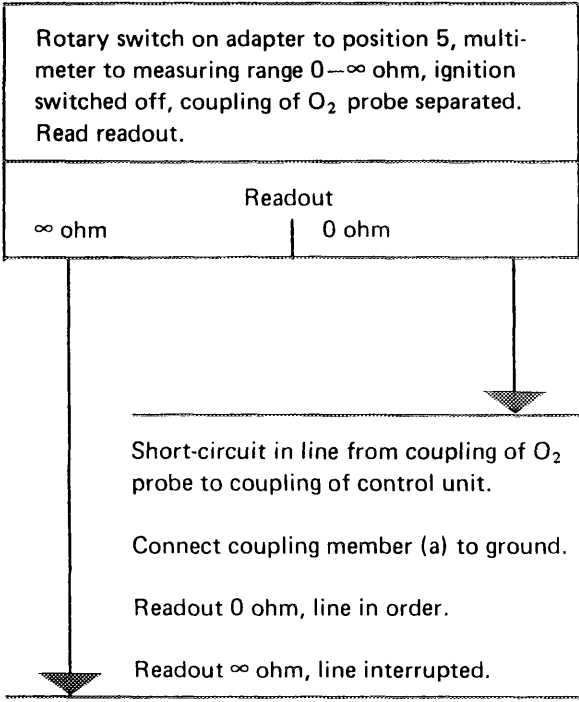 Rotary switch on adapter to position 5, multi-
meter to measuring range 0—∞ ohm, ignition
switched off, coupling of O₂ probe separated.
Read readout.
Readout
∞ ohm 0 ohm
Short-circuit in line from coupling of O₂
probe to coupling of control unit.
Connect coupling member (a) to ground.
Readout 0 ohm, line in order.
Readout ∞ ohm, line interrupted.